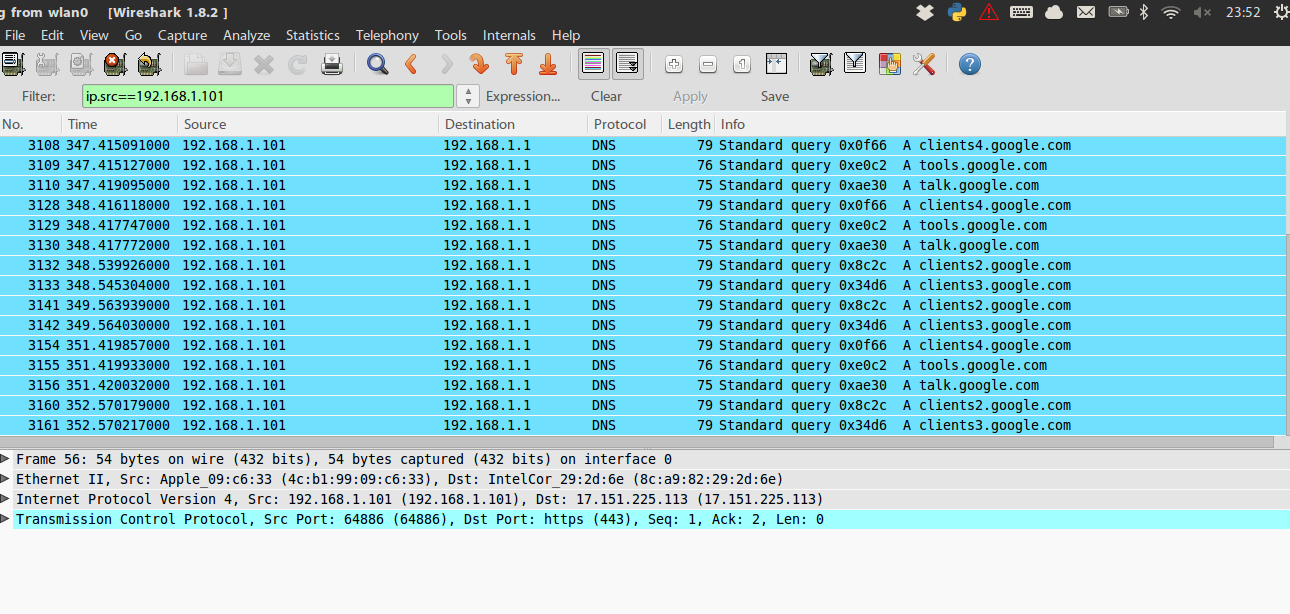 g from wlan0 [Wireshark 1.8.2 ]
23:52
File Edit View Go Capture Analyze Statistics Telephony Tools Internals Help
Filter: ip.src==192.168.1.101 Expression... Clear Apply Save
No. Time Source Destination Protocol Length Info
3108 347.415091000 192.168.1.101 192.168.1.1 DNS 79 Standard query 0x0f66 A clients4.google.com
3109 347.415127000 192.168.1.101 192.168.1.1 DNS 76 Standard query 0xe0c2 A tools.google.com
3110 347.419095000 192.168.1.101 192.168.1.1 DNS 75 Standard query 0xae30 A talk.google.com
3128 348.416118000 192.168.1.101 192.168.1.1 DNS 79 Standard query 0x0f66 A clients4.google.com
3129 348.417747000 192.168.1.101 192.168.1.1 DNS 76 Standard query 0xe0c2 A tools.google.com
3130 348.417772000 192.168.1.101 192.168.1.1 DNS 75 Standard query 0xae30 A talk.google.com
3132 348.539926000 192.168.1.101 192.168.1.1 DNS 79 Standard query 0x8c2c A clients2.google.com
3133 348.545304000 192.168.1.101 192.168.1.1 DNS 79 Standard query 0x34d6 A clients3.google.com
3141 349.563939000 192.168.1.101 192.168.1.1 DNS 79 Standard query 0x8c2c A clients2.google.com
3142 349.564030000 192.168.1.101 192.168.1.1 DNS 79 Standard query 0x34d6 A clients3.google.com
3154 351.419857000 192.168.1.101 192.168.1.1 DNS 79 Standard query 0x0f66 A clients4.google.com
3155 351.419933000 192.168.1.101 192.168.1.1 DNS 76 Standard query 0xe0c2 A tools.google.com
3156 351.420032000 192.168.1.101 192.168.1.1 DNS 75 Standard query 0xae30 A talk.google.com
3160 352.570179000 192.168.1.101 192.168.1.1 DNS 79 Standard query 0x8c2c A clients2.google.com
3161 352.570217000 192.168.1.101 192.168.1.1 DNS 79 Standard query 0x34d6 A clients3.google.com
Frame 56: 54 bytes on wire (432 bits), 54 bytes captured (432 bits) on interface 0
Ethernet II, Src: Apple_09:c6:33 (4c:b1:99:09:c6:33), Dst: IntelCor_29:2d:6e (8c:a9:82:29:2d:6e)
Internet Protocol Version 4, Src: 192.168.1.101 (192.168.1.101), Dst: 17.151.225.113 (17.151.225.113)
Transmission Control Protocol, Src Port: 64886 (64886), Dst Port: https (443), Seq: 1, Ack: 2, Len: 0